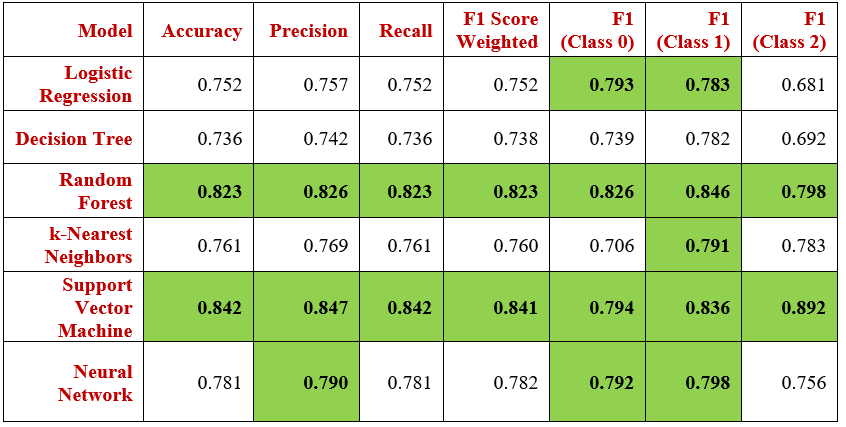 Model Accuracy Precision Recall F1 Score Weighted F1 (Class 0) F1 (Class 1) F1 (Class 2)
Logistic Regression 0.752 0.757 0.752 0.752 0.793 0.783 0.681
Decision Tree 0.736 0.742 0.736 0.738 0.739 0.782 0.692
Random Forest 0.823 0.826 0.823 0.823 0.826 0.846 0.798
k-Nearest Neighbors 0.761 0.769 0.761 0.760 0.706 0.791 0.783
Support Vector Machine 0.842 0.847 0.842 0.841 0.794 0.836 0.892
Neural Network 0.781 0.790 0.781 0.782 0.792 0.798 0.756